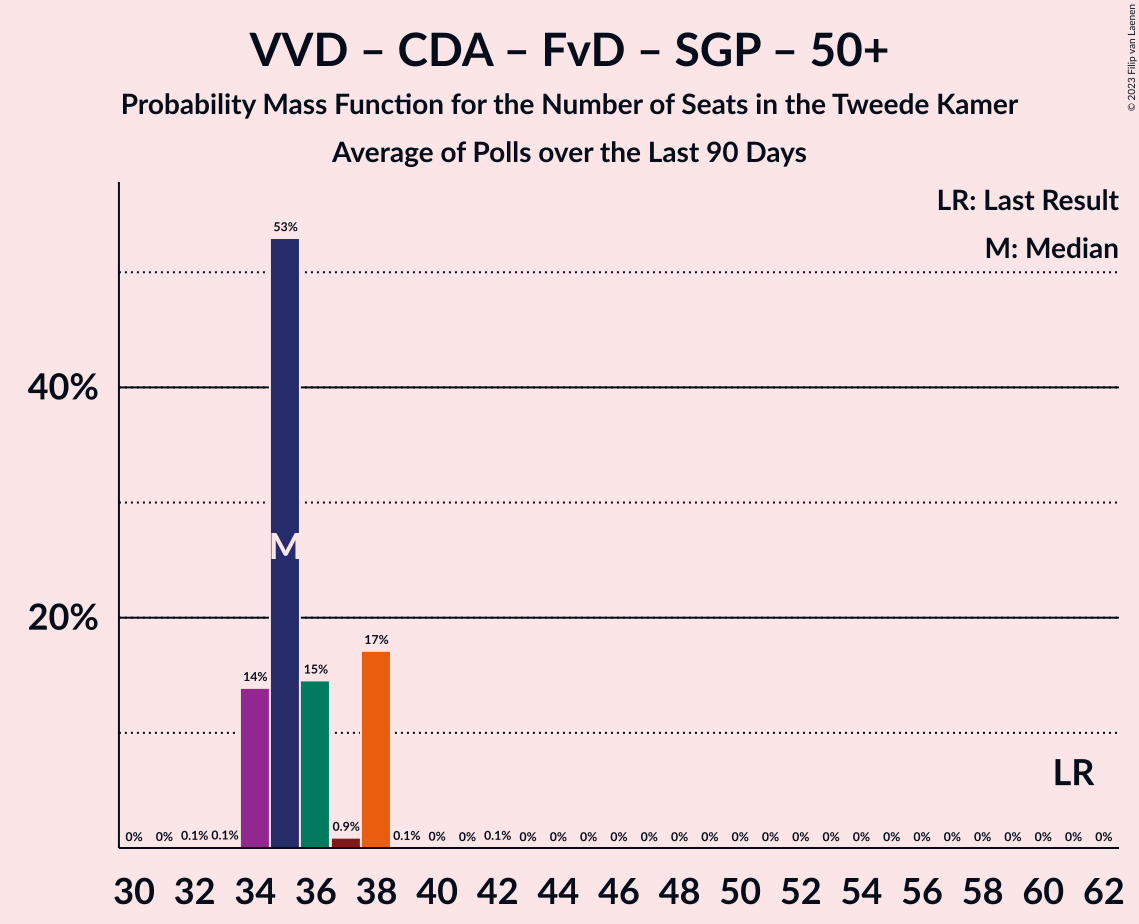 VVD – CDA – FvD – SGP – 50+
Probability Mass Function for the Number of Seats in the Tweede Kamer
Average of Polls over the Last 90 Days
© 2023 Filip van Laenen
LR: Last Result
M: Median
53%
40%
M
20%
17%
15%
14%
LR
0% 0% 0.1% 0.1% 0.9% 0.1% 0% 0% 0.1% 0% 0% 0% 0% 0% 0% 0% 0% 0% 0% 0% 0% 0% 0% 0% 0% 0% 0% 0% 0%
30 32 34 36 38 40 42 44 46 48 50 52 54 56 58 60 62